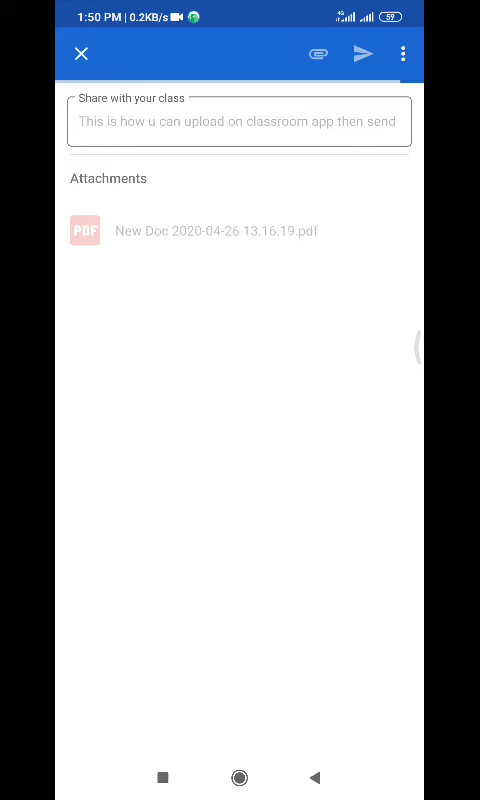 1:50 PM | 0.2KB/s 4G 59
Share with your class
This is how u can upload on classroom app then send
Attachments
PDF New Doc 2020-04-26 13.16.19.pdf